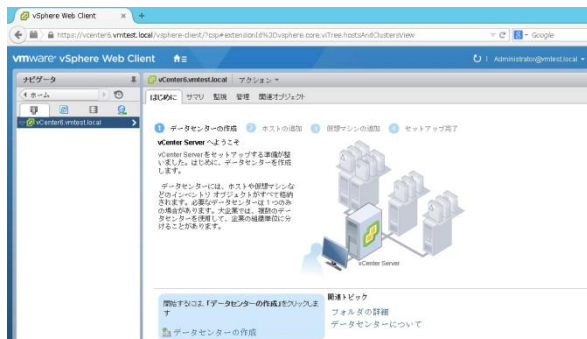 vSphere Web Client
https://vcenter6.vmtest.local/vsphere-client/?csp#extensionId%3Dvsphere.core.viTree.hostsAndClustersView
Google
vmware® vSphere Web Client
Administrator@vmtest.local
ナビゲータ
vCenter6.vmtest.local アクション
ホーム
はじめに サマリ 監視 管理 関連オブジェクト
vCenter6.vmtest.local
1 データセンターの作成 2 ホストの追加 3 仮想マシンの追加 4 セットアップ完了
vCenter Server へようこそ
vCenter Server をセットアップする準備が整
いました。はじめに、データセンターを作成
します。
データセンターには、ホストや仮想マシンな
どのインベントリ オブジェクトがすべて格納
されます。必要なデータセンターは 1 つのみ
の場合があります。大企業では、複数のデー
タセンターを使用して、企業の組織単位に分
けることがあります。
vCenter Server
開始するには、「データセンターの作成」をクリックしま
す
データセンターの作成
関連トピック
フォルダの詳細
データセンターについて